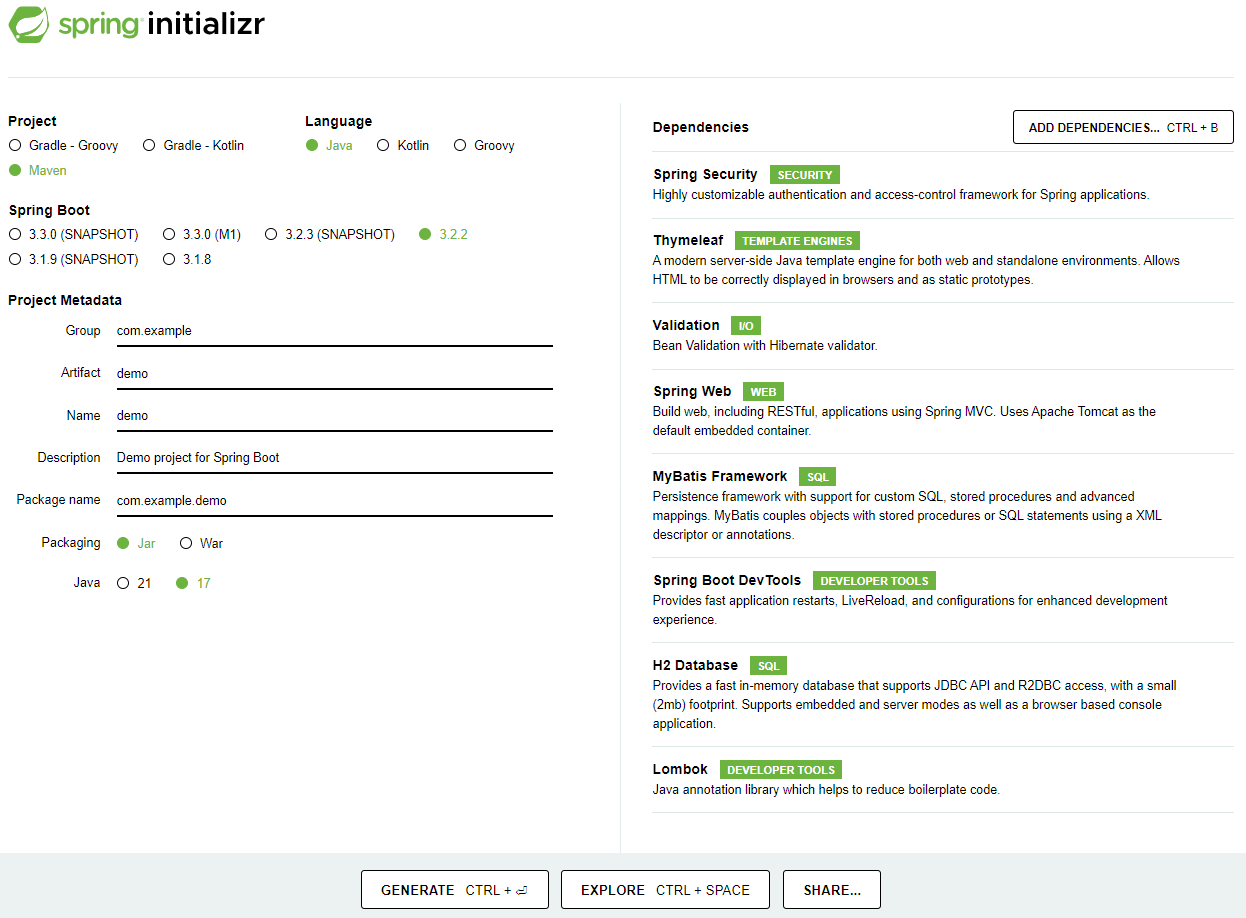 spring initializr
Project
Gradle - Groovy Gradle - Kotlin
Maven
Language
Java Kotlin Groovy
Spring Boot
3.3.0 (SNAPSHOT) 3.3.0 (M1) 3.2.3 (SNAPSHOT) 3.2.2
3.1.9 (SNAPSHOT) 3.1.8
Project Metadata
Group com.example
Artifact demo
Name demo
Description Demo project for Spring Boot
Package name com.example.demo
Packaging Jar War
Java 21 17
Dependencies
ADD DEPENDENCIES... CTRL + B
Spring Security SECURITY
Highly customizable authentication and access-control framework for Spring applications.
Thymeleaf TEMPLATE ENGINES
A modern server-side Java template engine for both web and standalone environments. Allows
HTML to be correctly displayed in browsers and as static prototypes.
Validation I/O
Bean Validation with Hibernate validator.
Spring Web WEB
Build web, including RESTful, applications using Spring MVC. Uses Apache Tomcat as the
default embedded container.
MyBatis Framework SQL
Persistence framework with support for custom SQL, stored procedures and advanced
mappings. MyBatis couples objects with stored procedures or SQL statements using a XML
descriptor or annotations.
Spring Boot DevTools DEVELOPER TOOLS
Provides fast application restarts, LiveReload, and configurations for enhanced development
experience.
H2 Database SQL
Provides a fast in-memory database that supports JDBC API and R2DBC access, with a small
(2mb) footprint. Supports embedded and server modes as well as a browser based console
application.
Lombok DEVELOPER TOOLS
Java annotation library which helps to reduce boilerplate code.
GENERATE CTRL + ⏎
EXPLORE CTRL + SPACE
SHARE...